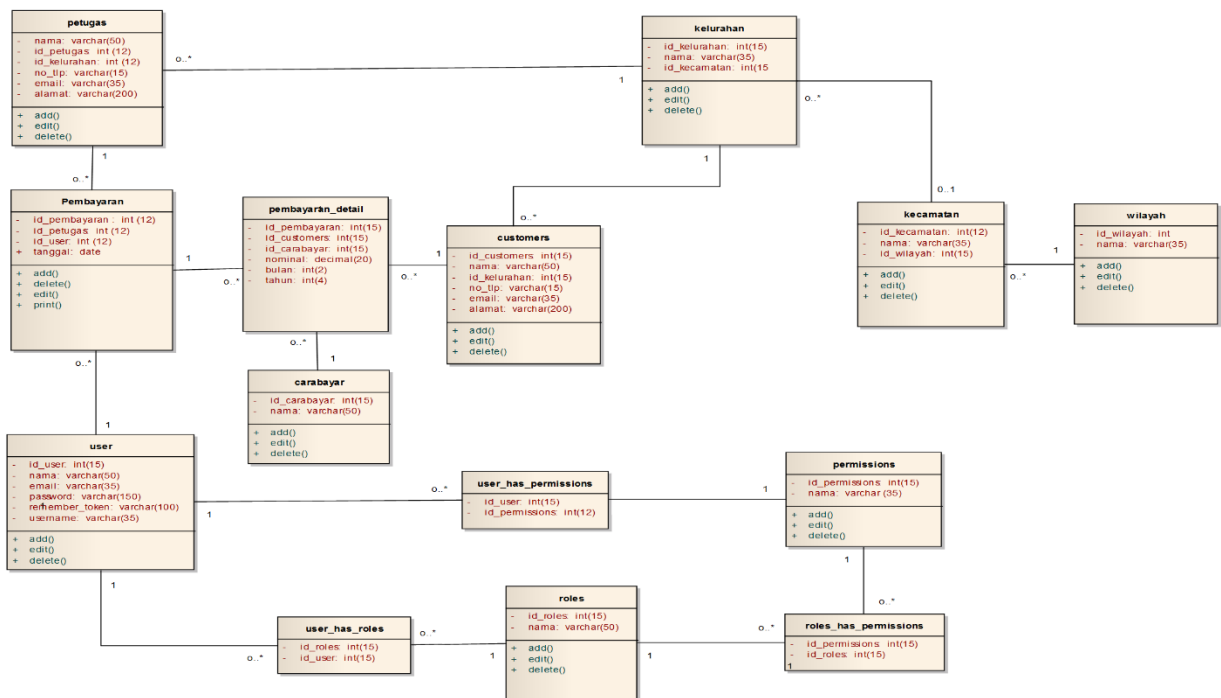 petugas
- nama: varchar(50)
- id_petugas: int (12)
- id_kelurahan: int (12)
- no_tlp: varchar(15)
- email: varchar(35)
- alamat: varchar(200)
+ add()
+ edit()
+ delete()
o..*
1
kelurahan
- id_kelurahan: int(15)
- nama: varchar(35)
- id_kecamatan: int(15
+ add()
+ edit()
+ delete()
1
o..*
1
o..*
0..1
1
o..*
Pembayaran
- id_pembayaran : int (12)
- id_petugas: int (12)
- id_user: int (12)
+ tanggal: date
+ add()
+ delete()
+ edit()
+ print()
1
o..*
pembayaran_detail
- id_pembayaran: int(15)
- id_customers: int(15)
- id_carabayar: int(15)
- nominal: decimal(20)
- bulan: int(2)
- tahun: int(4)
o..*
1
customers
- id_customers: int(15)
- nama: varchar(50)
- id_kelurahan: int(15)
- no_tlp: varchar(15)
- email: varchar(35)
- alamat: varchar(200)
+ add()
+ edit()
+ delete()
kecamatan
- id_kecamatan: int(12)
- nama: varchar(35)
- id_wilayah: int(15)
+ add()
+ edit()
+ delete()
1
o..*
wilayah
- id_wilayah: int
- nama: varchar(35)
+ add()
+ edit()
+ delete()
o..*
1
carabayar
- id_carabayar: int(15)
- nama: varchar(50)
+ add()
+ edit()
+ delete()
o..*
1
user
- id_user: int(15)
- nama: varchar(50)
- email: varchar(35)
- password: varchar(150)
- remember_token: varchar(100)
- username: varchar(35)
+ add()
+ edit()
+ delete()
1
o..*
user_has_permissions
- id_user: int(15)
- id_permissions: int(12)
1
permissions
- id_permissions: int(15)
- nama: varchar (35)
+ add()
+ edit()
+ delete()
1
o..*
1
o..*
user_has_roles
- id_roles: int(15)
- id_user: int(15)
o..*
1
roles
- id_roles: int(15)
- nama: varchar(50)
+ add()
+ edit()
+ delete()
1
o..*
roles_has_permissions
- id_permissions: int(15)
- id_roles: int(15)
1